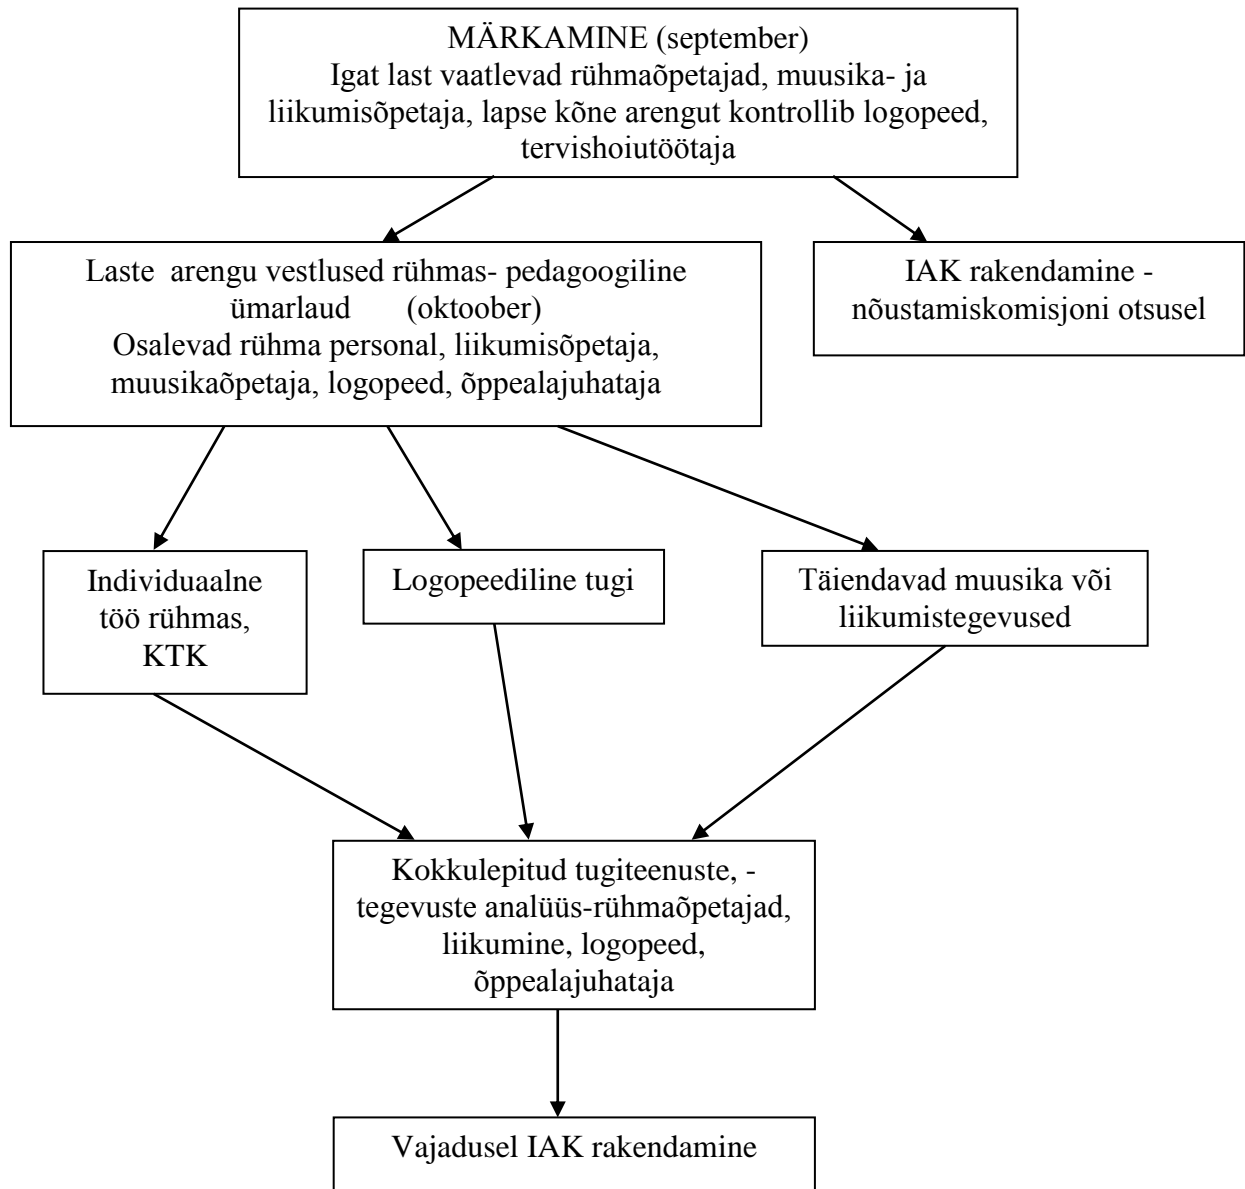 MÄRKAMINE (september)
Igat last vaatlevad rühmaõpetajad, muusika- ja
liikumisõpetaja, lapse kõne arengut kontrollib logopeed,
tervishoiutöötaja
Laste arengu vestlused rühmas- pedagoogiline
ümarlaud (oktoober)
Osalevad rühma personal, liikumisõpetaja,
muusikaõpetaja, logopeed, õppealajuhataja
IAK rakendamine -
nõustamiskomisjoni otsusel
Individuaalne
töö rühmas,
KTK
Logopeediline tugi
Täiendavad muusika või
liikumistegevused
Kokkulepitud tugiteenuste, -
tegevuste analüüs-rühmaõpetajad,
liikumine, logopeed,
õppealajuhataja
Vajadusel IAK rakendamine